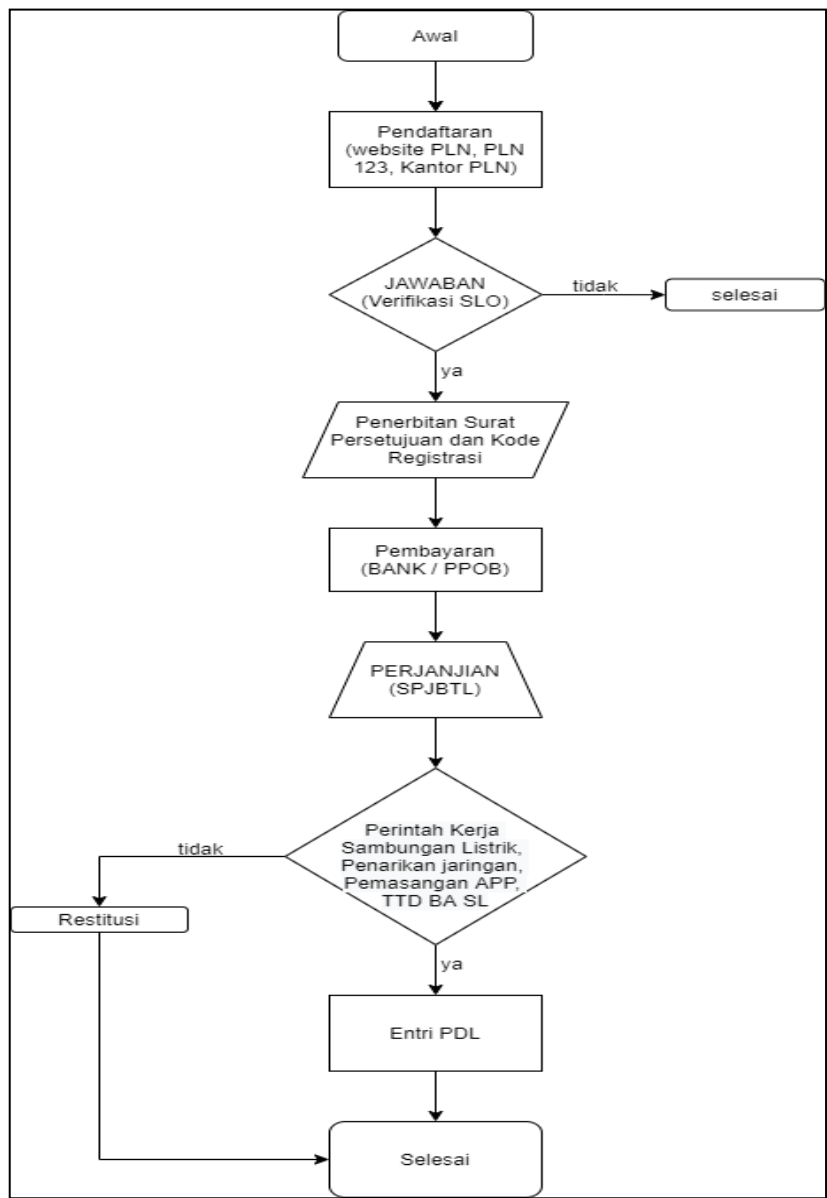 Awal
Pendaftaran
(website PLN, PLN
123, Kantor PLN)
JAWABAN
(Verifikasi SLO)
tidak
selesai
ya
Penerbitan Surat
Persetujuan dan Kode
Registrasi
Pembayaran
(BANK / PPOB)
PERJANJIAN
(SPJBTL)
Perintah Kerja
Sambungan Listrik,
Penarikan jaringan,
Pemasangan APP,
TTD BA SL
tidak
Restitusi
ya
Entri PDL
Selesai